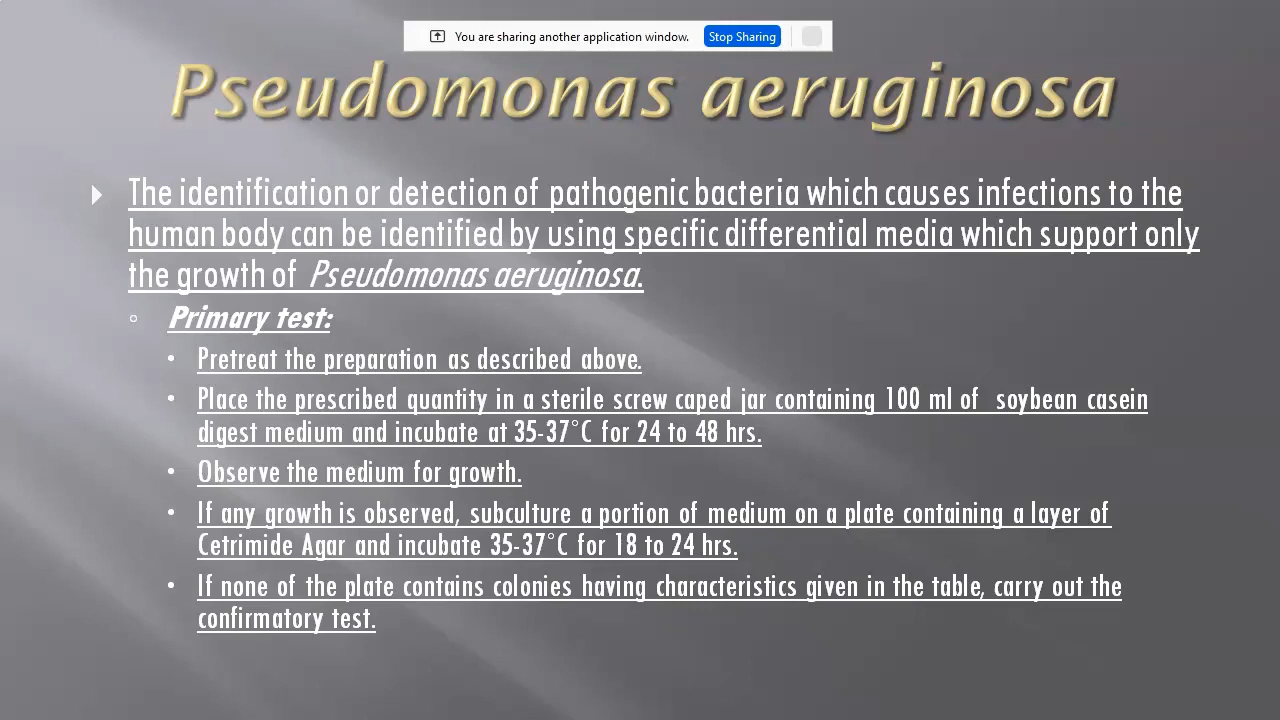 You are sharing another application window. Stop Sharing
Pseudomonas aeruginosa
The identification or detection of pathogenic bacteria which causes infections to the
human body can be identified by using specific differential media which support only
the growth of Pseudomonas aeruginosa.
Primary test:
Pretreat the preparation as described above.
Place the prescribed quantity in a sterile screw caped jar containing 100 ml of soybean casein
digest medium and incubate at 35-37°C for 24 to 48 hrs.
Observe the medium for growth.
If any growth is observed, subculture a portion of medium on a plate containing a layer of
Cetrimide Agar and incubate 35-37°C for 18 to 24 hrs.
If none of the plate contains colonies having characteristics given in the table, carry out the
confirmatory test.